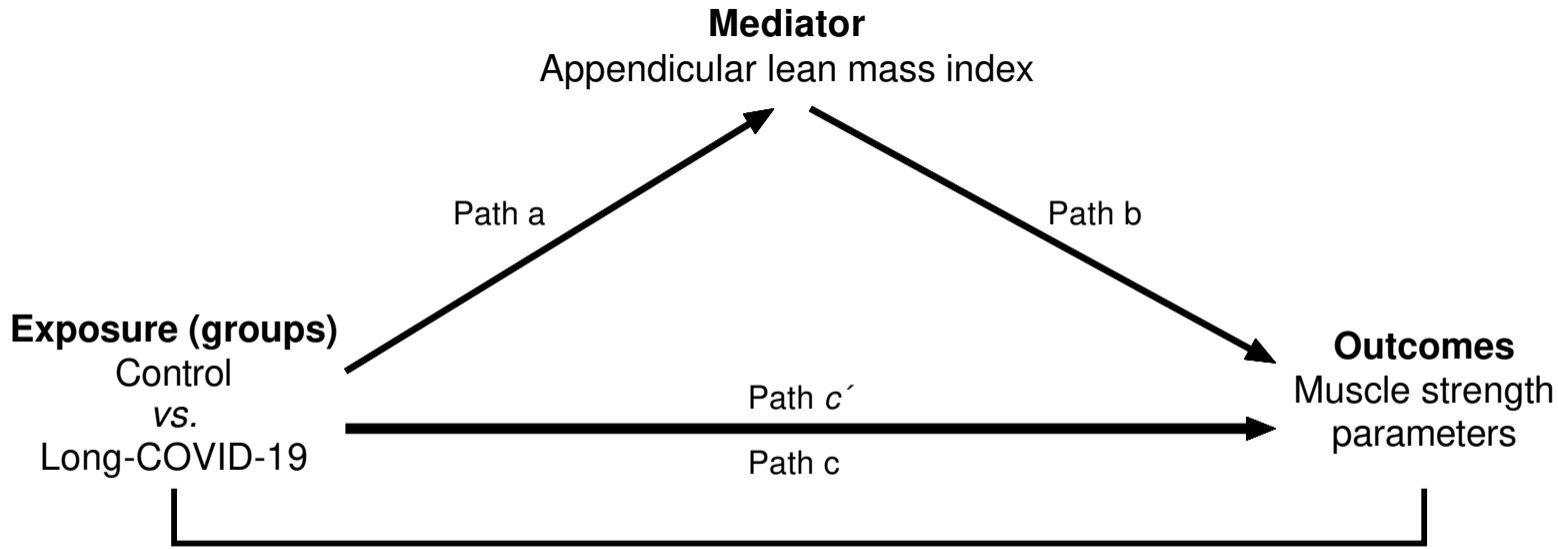 Mediator
Appendicular lean mass index
Path a
Path b
Exposure (groups)
Control
vs.
Long-COVID-19
Path c´
Path c
Outcomes
Muscle strength
parameters